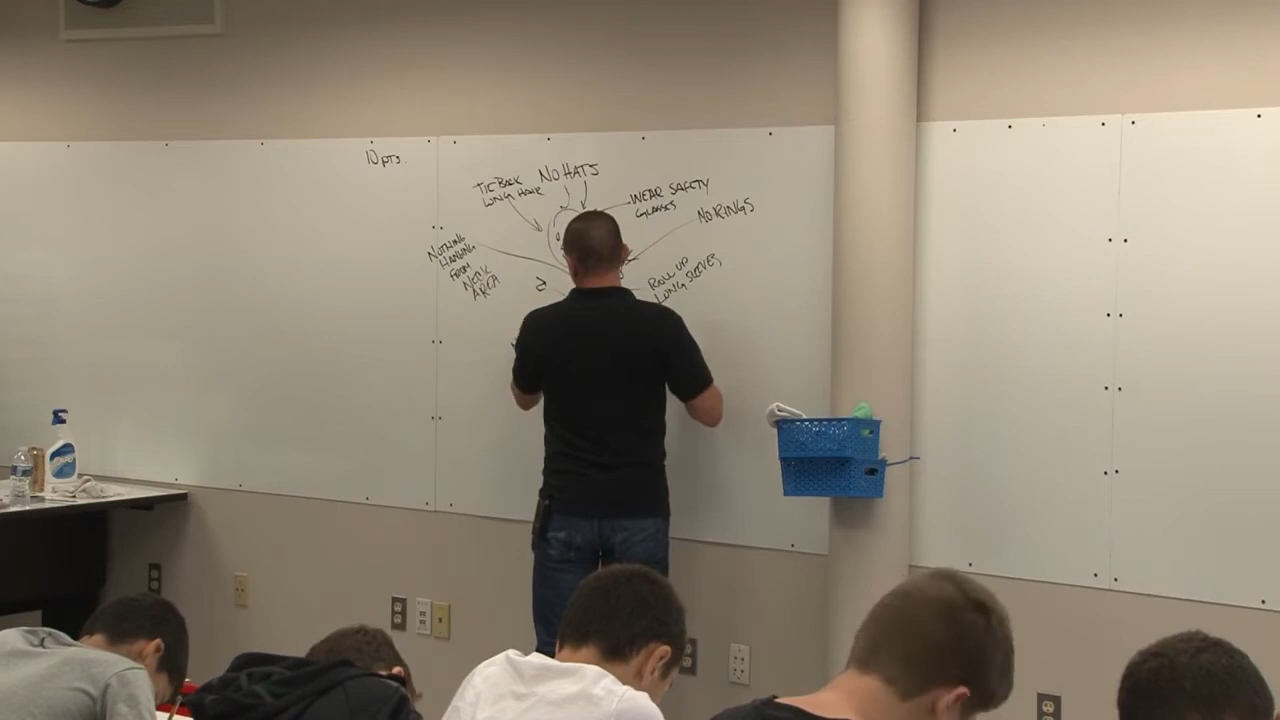 10 PTS.
TIE BACK
LONG HAIR
NO HATS
WEAR SAFETY
GLASSES
NO RINGS
NOTHING
HANGING
FROM
NECK
AREA
ROLL UP
LONG SLEEVES